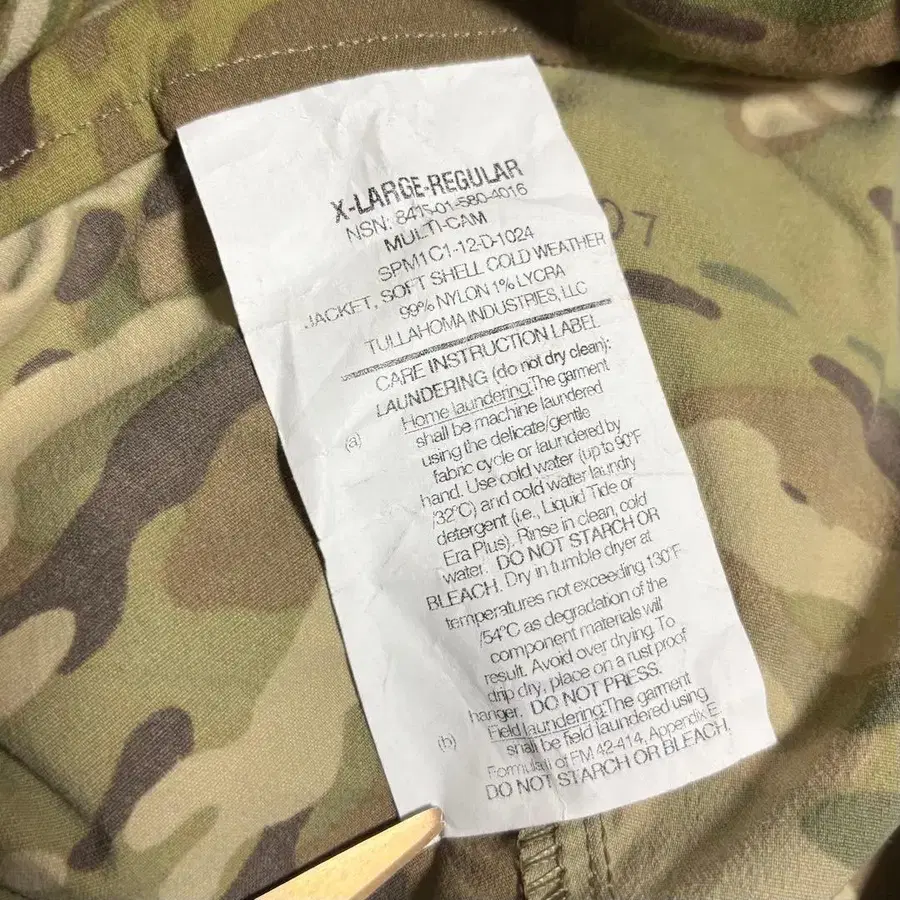 X-LARGE-REGULAR
NSN: 8415-01-580-4016
MULTI-CAM
SPM1C1-12-D-1024
JACKET, SOFT SHELL COLD WEATHER
99% NYLON 1% LYCRA
TULLAHOMA INDUSTRIES, LLC
CARE INSTRUCTION LABEL
LAUNDERING (do not dry clean):
(a) Home laundering:The garment
shall be machine laundered
using the delicate/gentle
fabric cycle or laundered by
hand. Use cold water (up to 90°F
/32°C) and cold water laundry
detergent (i.e., Liquid Tide or
Era Plus). Rinse in clean, cold
water. DO NOT STARCH OR
BLEACH. Dry in tumble dryer at
temperatures not exceeding 130°F
/54°C as degradation of the
component materials will
result. Avoid over drying. To
drip dry, place on a rust proof
hanger. DO NOT PRESS.
(b) Field laundering:The garment
shall be field laundered using
Formula II of FM 42-414, Appendix E.
DO NOT STARCH OR BLEACH.